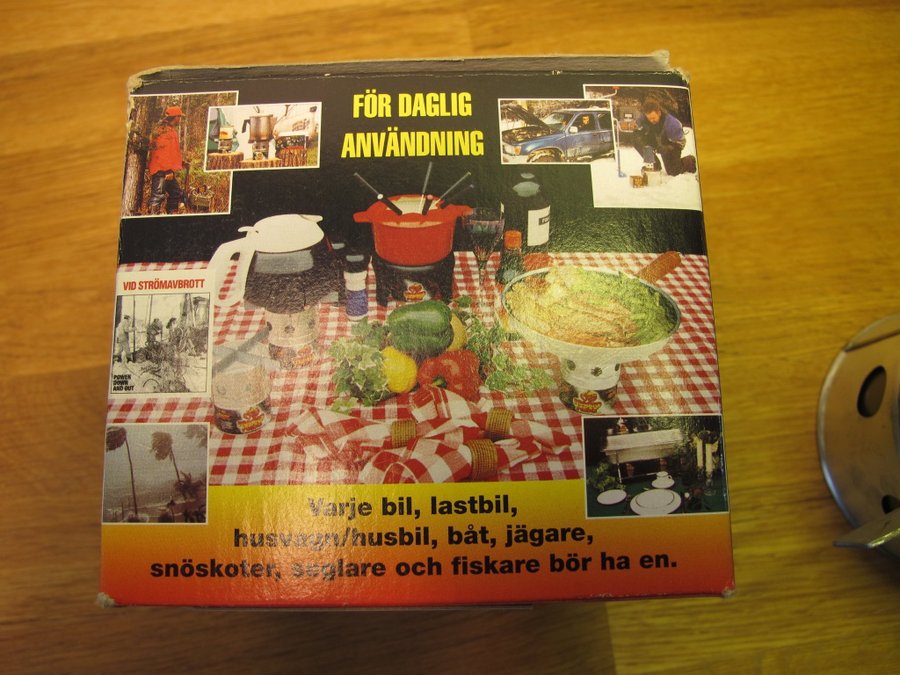 FÖR DAGLIG
ANVÄNDNING
VID STRÖMAVBROTT
POWER
DOWN
AND OUT
Varje bil, lastbil,
husvagn/husbil, båt, jägare,
snöskoter, seglare och fiskare bör ha en.